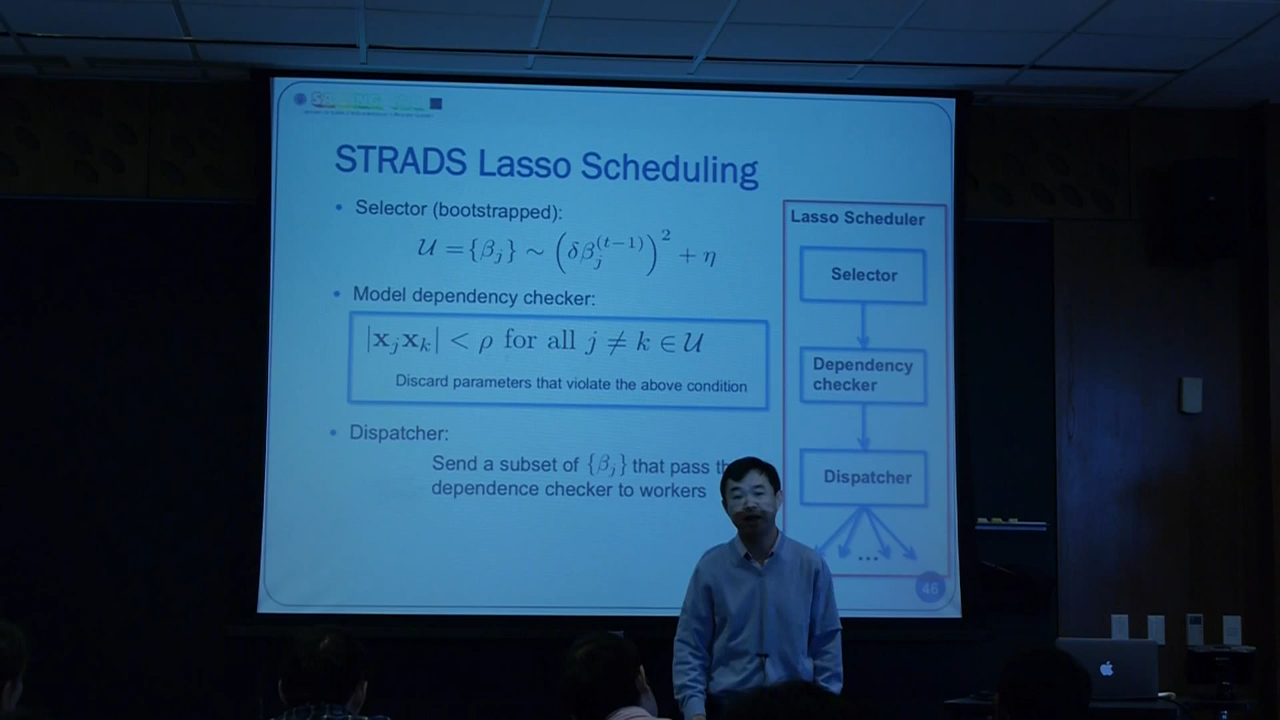 STRADS Lasso Scheduling
• Selector (bootstrapped):
𝒰 = {β_j} ~ (δβ_j^(t−1))^2 + η
• Model dependency checker:
|x_j x_k| < ρ for all j ≠ k ∈ 𝒰
Discard parameters that violate the above condition
• Dispatcher:
Send a subset of {β_j} that pass
dependence checker to workers
Lasso Scheduler
Selector
Dependency
checker
Dispatcher
...
46